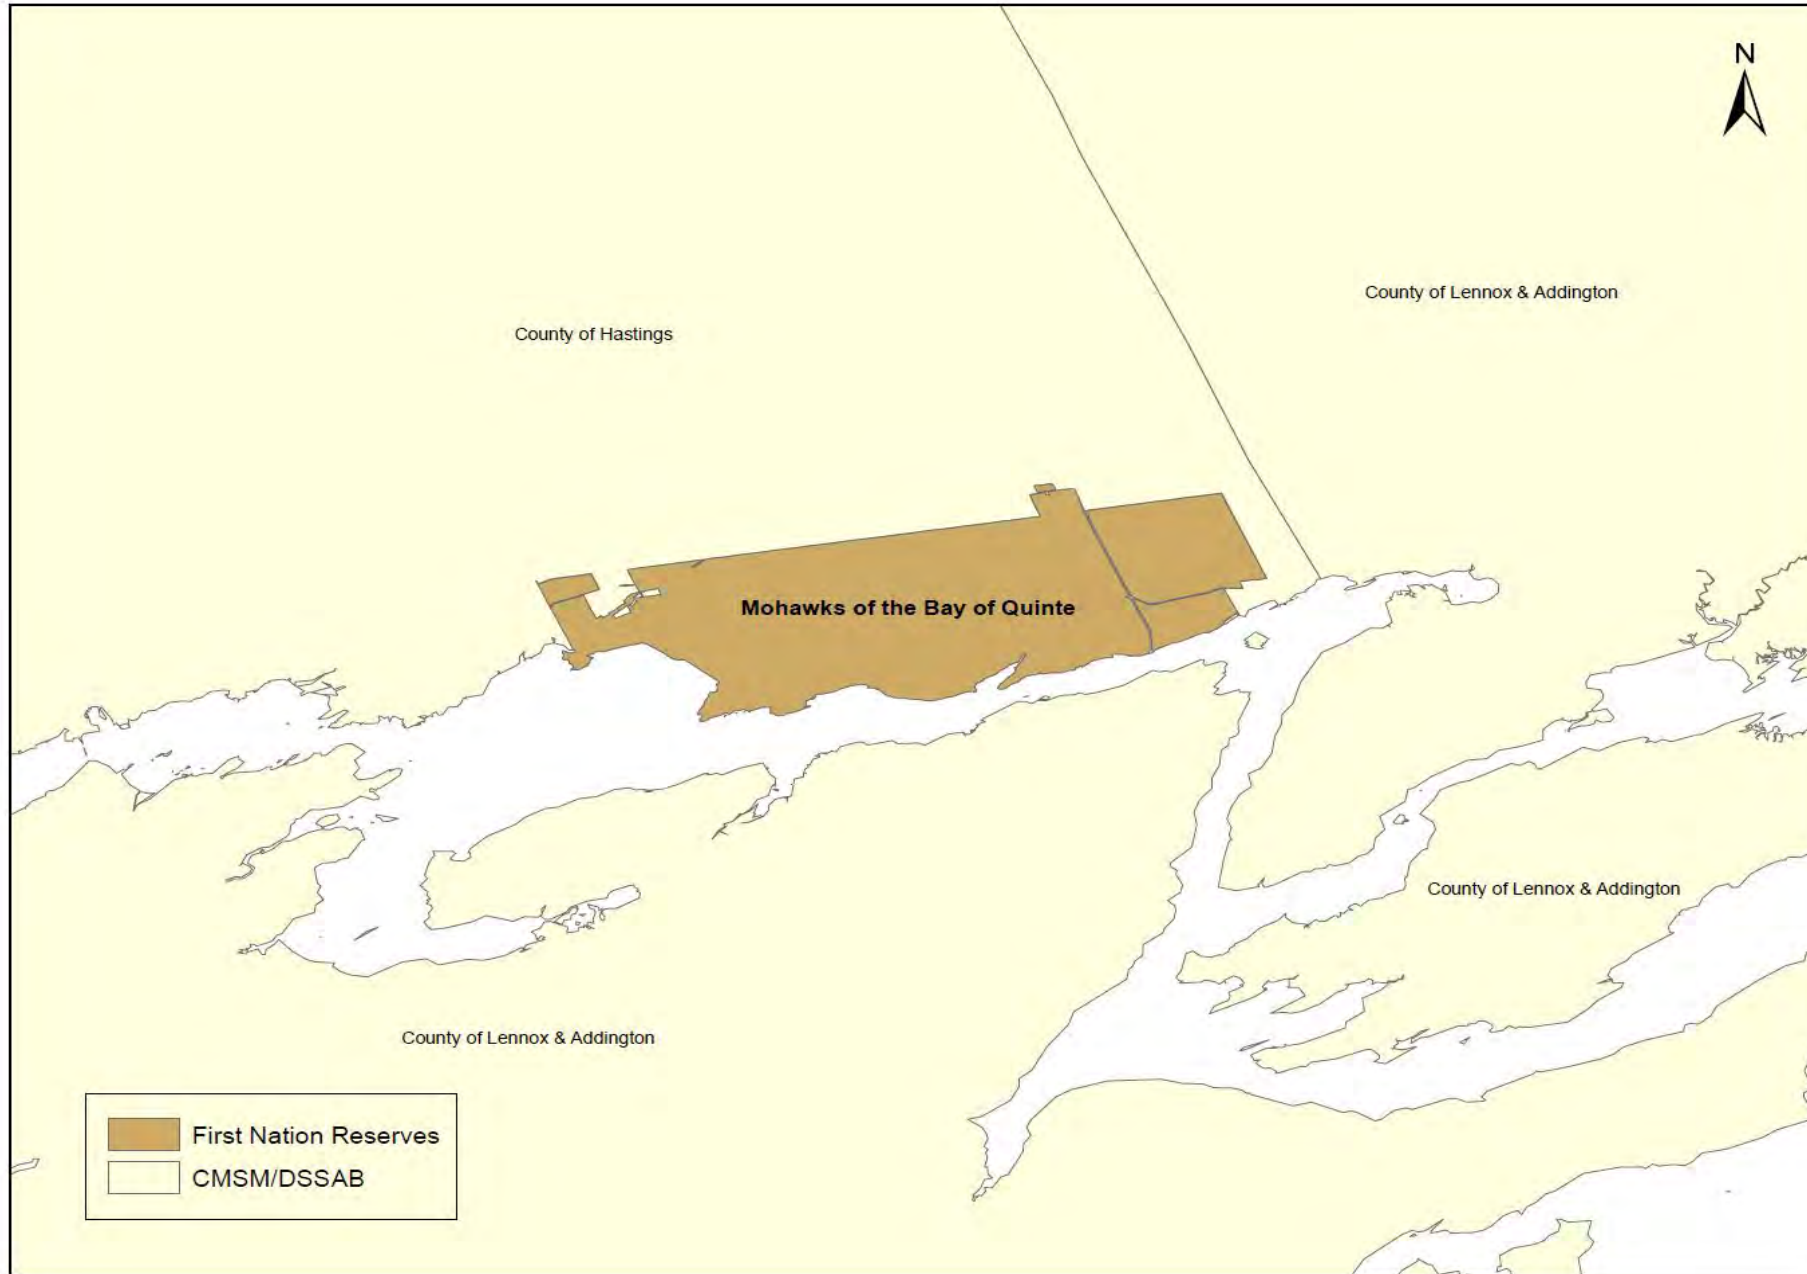 N
County of Lennox & Addington
County of Hastings
Mohawks of the Bay of Quinte
County of Lennox & Addington
County of Lennox & Addington
First Nation Reserves
CMSM/DSSAB